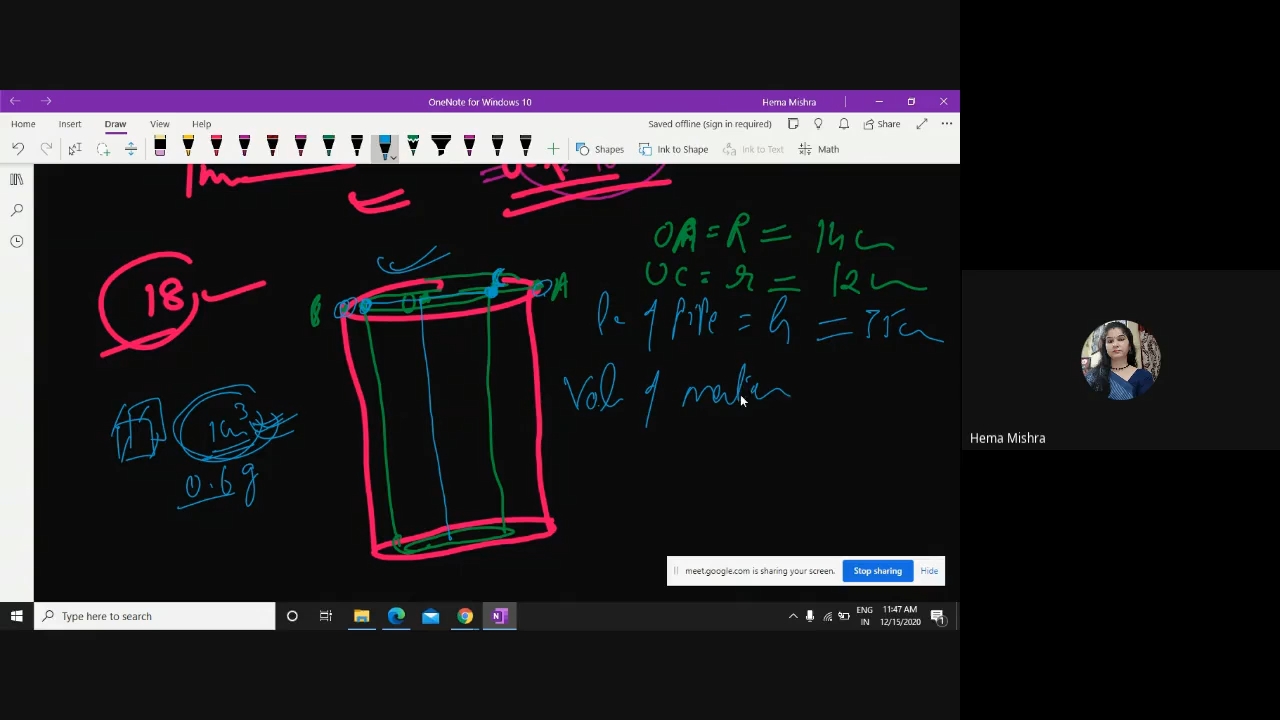 OneNote for Windows 10
Hema Mishra
Home Insert Draw View Help
Saved offline (sign in required)
Share
Shapes
Ink to Shape
Ink to Text
Math
OA = R = 14 cm
OC = r = 12 cm
of pipe = h = 35 cm
Vol of
18
B
O
A
1cm³
0.6g
Hema Mishra
meet.google.com is sharing your screen.
Stop sharing
Hide
Type here to search
ENG
IN
11:47 AM
12/15/2020
1